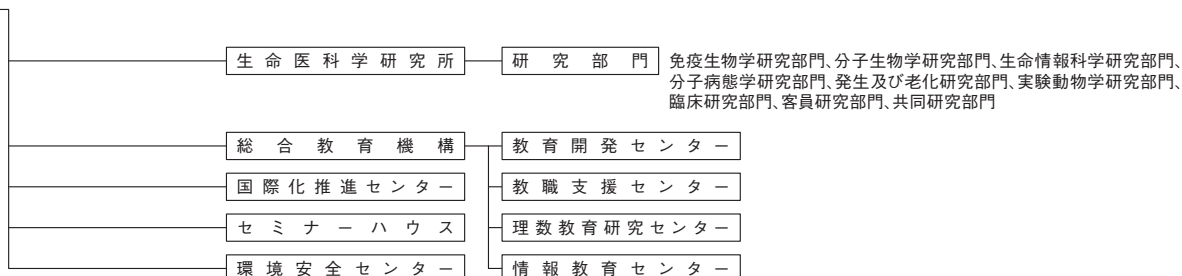 生命医科学研究所
研究部門
免疫生物学研究部門、分子生物学研究部門、生命情報科学研究部門、
分子病態学研究部門、発生及び老化研究部門、実験動物学研究部門、
臨床研究部門、客員研究部門、共同研究部門
総合教育機構
教育開発センター
国際化推進センター
教職支援センター
セミナーハウス
理数教育研究センター
環境安全センター
情報教育センター